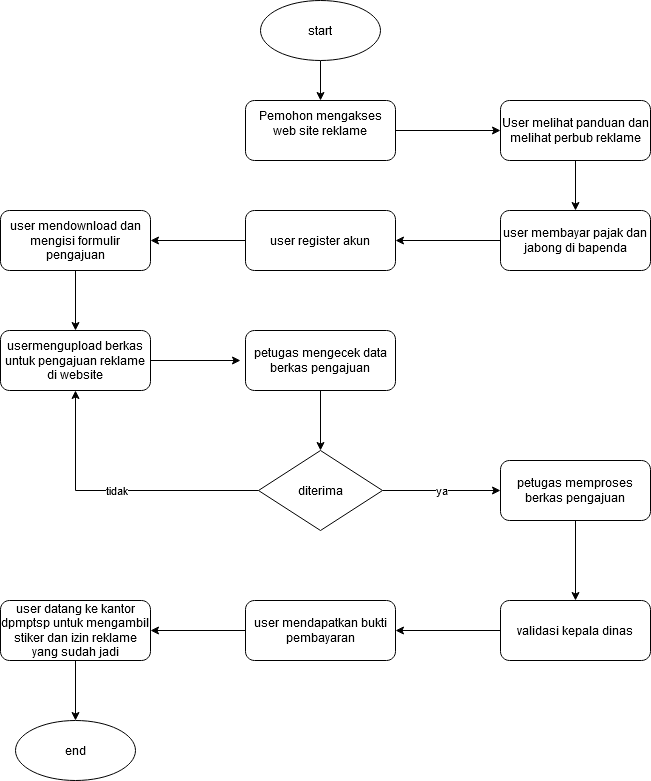 start
Pemohon mengakses
web site reklame
User melihat panduan dan
melihat perbub reklame
user membayar pajak dan
jabong di bapenda
user register akun
user mendownload dan
mengisi formulir
pengajuan
usermengupload berkas
untuk pengajuan reklame
di website
petugas mengecek data
berkas pengajuan
diterima
tidak
ya
petugas memproses
berkas pengajuan
validasi kepala dinas
user mendapatkan bukti
pembayaran
user datang ke kantor
dpmptsp untuk mengambil
stiker dan izin reklame
yang sudah jadi
end